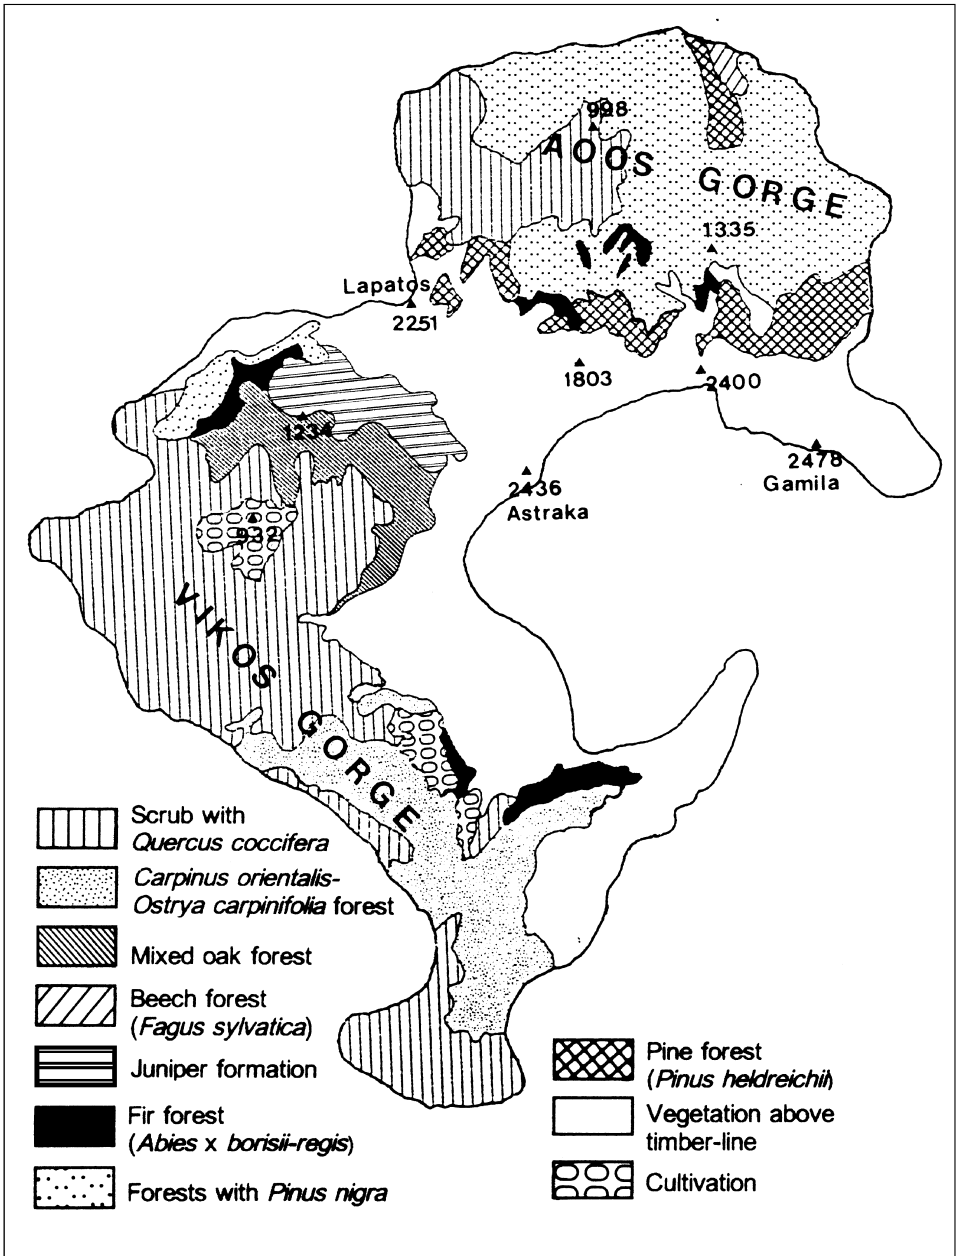 998
AOOS
GORGE
1335
Lapatos
2251
1803
2400
1234
2478
Gamila
2436
Astraka
932
VIKOS
GORGE
Scrub with
Quercus coccifera
Carpinus orientalis-
Ostrya carpinifolia forest
Mixed oak forest
Beech forest
(Fagus sylvatica)
Juniper formation
Fir forest
(Abies x borisii-regis)
Forests with Pinus nigra
Pine forest
(Pinus heldreichii)
Vegetation above
timber-line
Cultivation